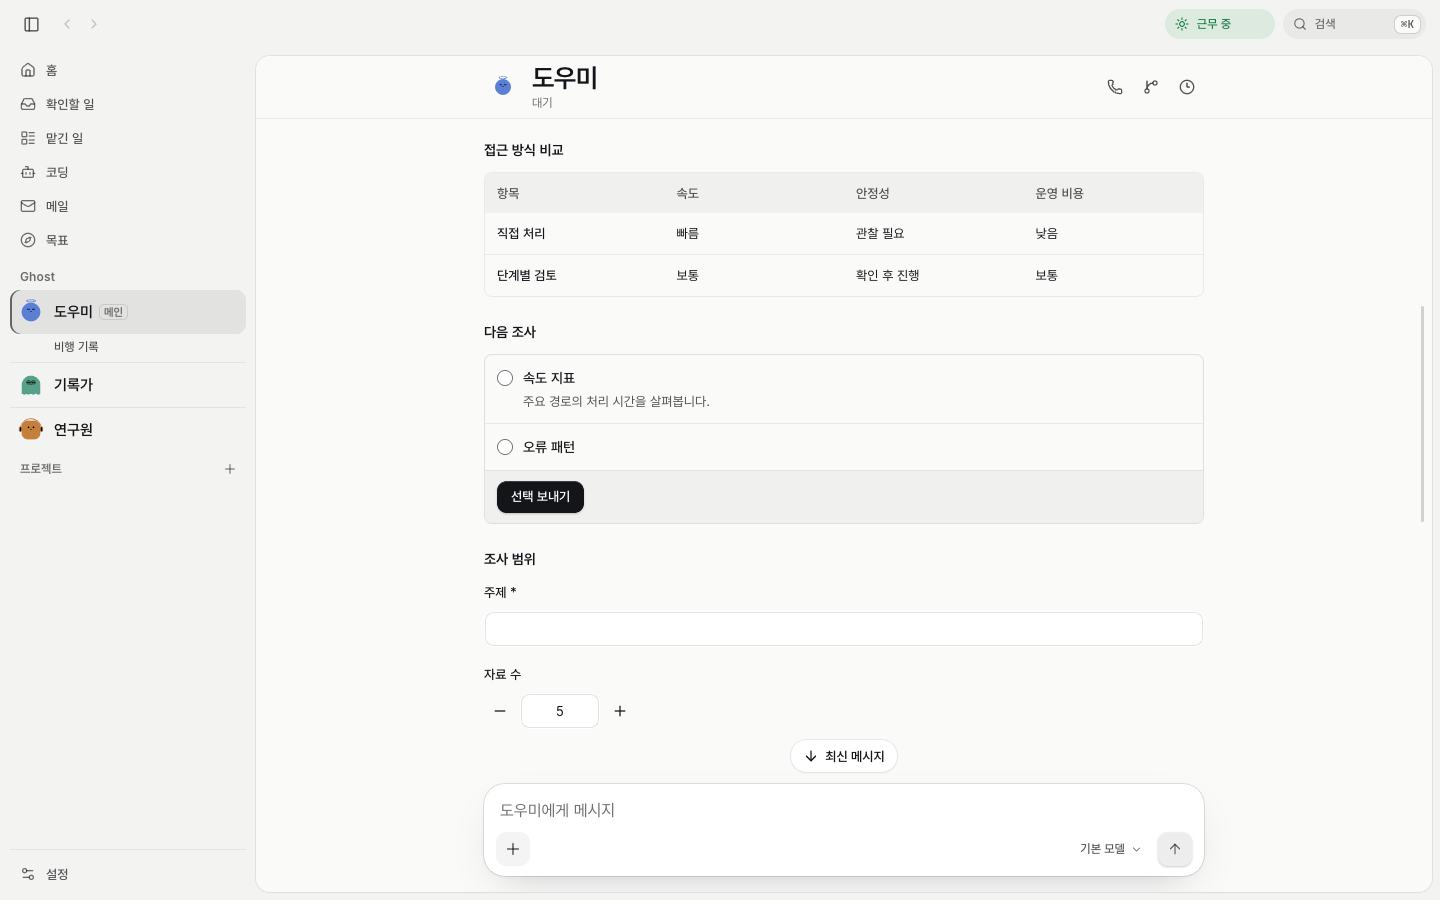 근무 중
검색
⌘K
홈
확인할 일
맡긴 일
코딩
메일
목표
Ghost
도우미 메인
비행 기록
기록가
연구원
프로젝트
설정
도우미
대기
접근 방식 비교
항목 속도 안정성 운영 비용
직접 처리 빠름 관찰 필요 낮음
단계별 검토 보통 확인 후 진행 보통
다음 조사
속도 지표
주요 경로의 처리 시간을 살펴봅니다.
오류 패턴
선택 보내기
조사 범위
주제 *
자료 수
5
최신 메시지
도우미에게 메시지
기본 모델